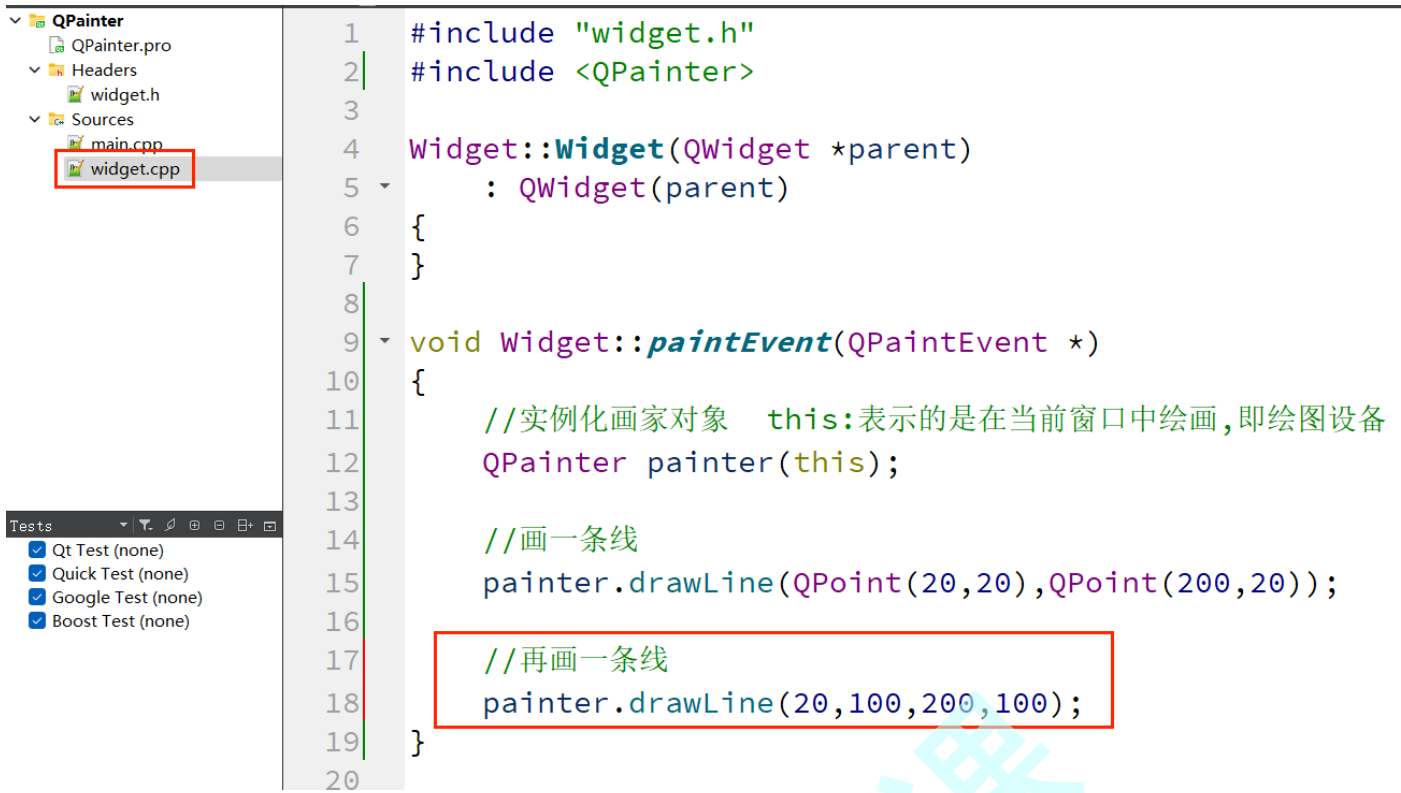 QPainter
QPainter.pro
Headers
widget.h
Sources
main.cpp
widget.cpp
Tests
Qt Test (none)
Quick Test (none)
Google Test (none)
Boost Test (none)
1 #include "widget.h"
2 #include <QPainter>
3
4 Widget::Widget(QWidget *parent)
5     : QWidget(parent)
6 {
7 }
8
9 void Widget::paintEvent(QPaintEvent *)
10 {
11     //实例化画家对象  this:表示的是在当前窗口中绘画,即绘图设备
12     QPainter painter(this);
13
14     //画一条线
15     painter.drawLine(QPoint(20,20),QPoint(200,20));
16
17     //再画一条线
18     painter.drawLine(20,100,200,100);
19 }
20